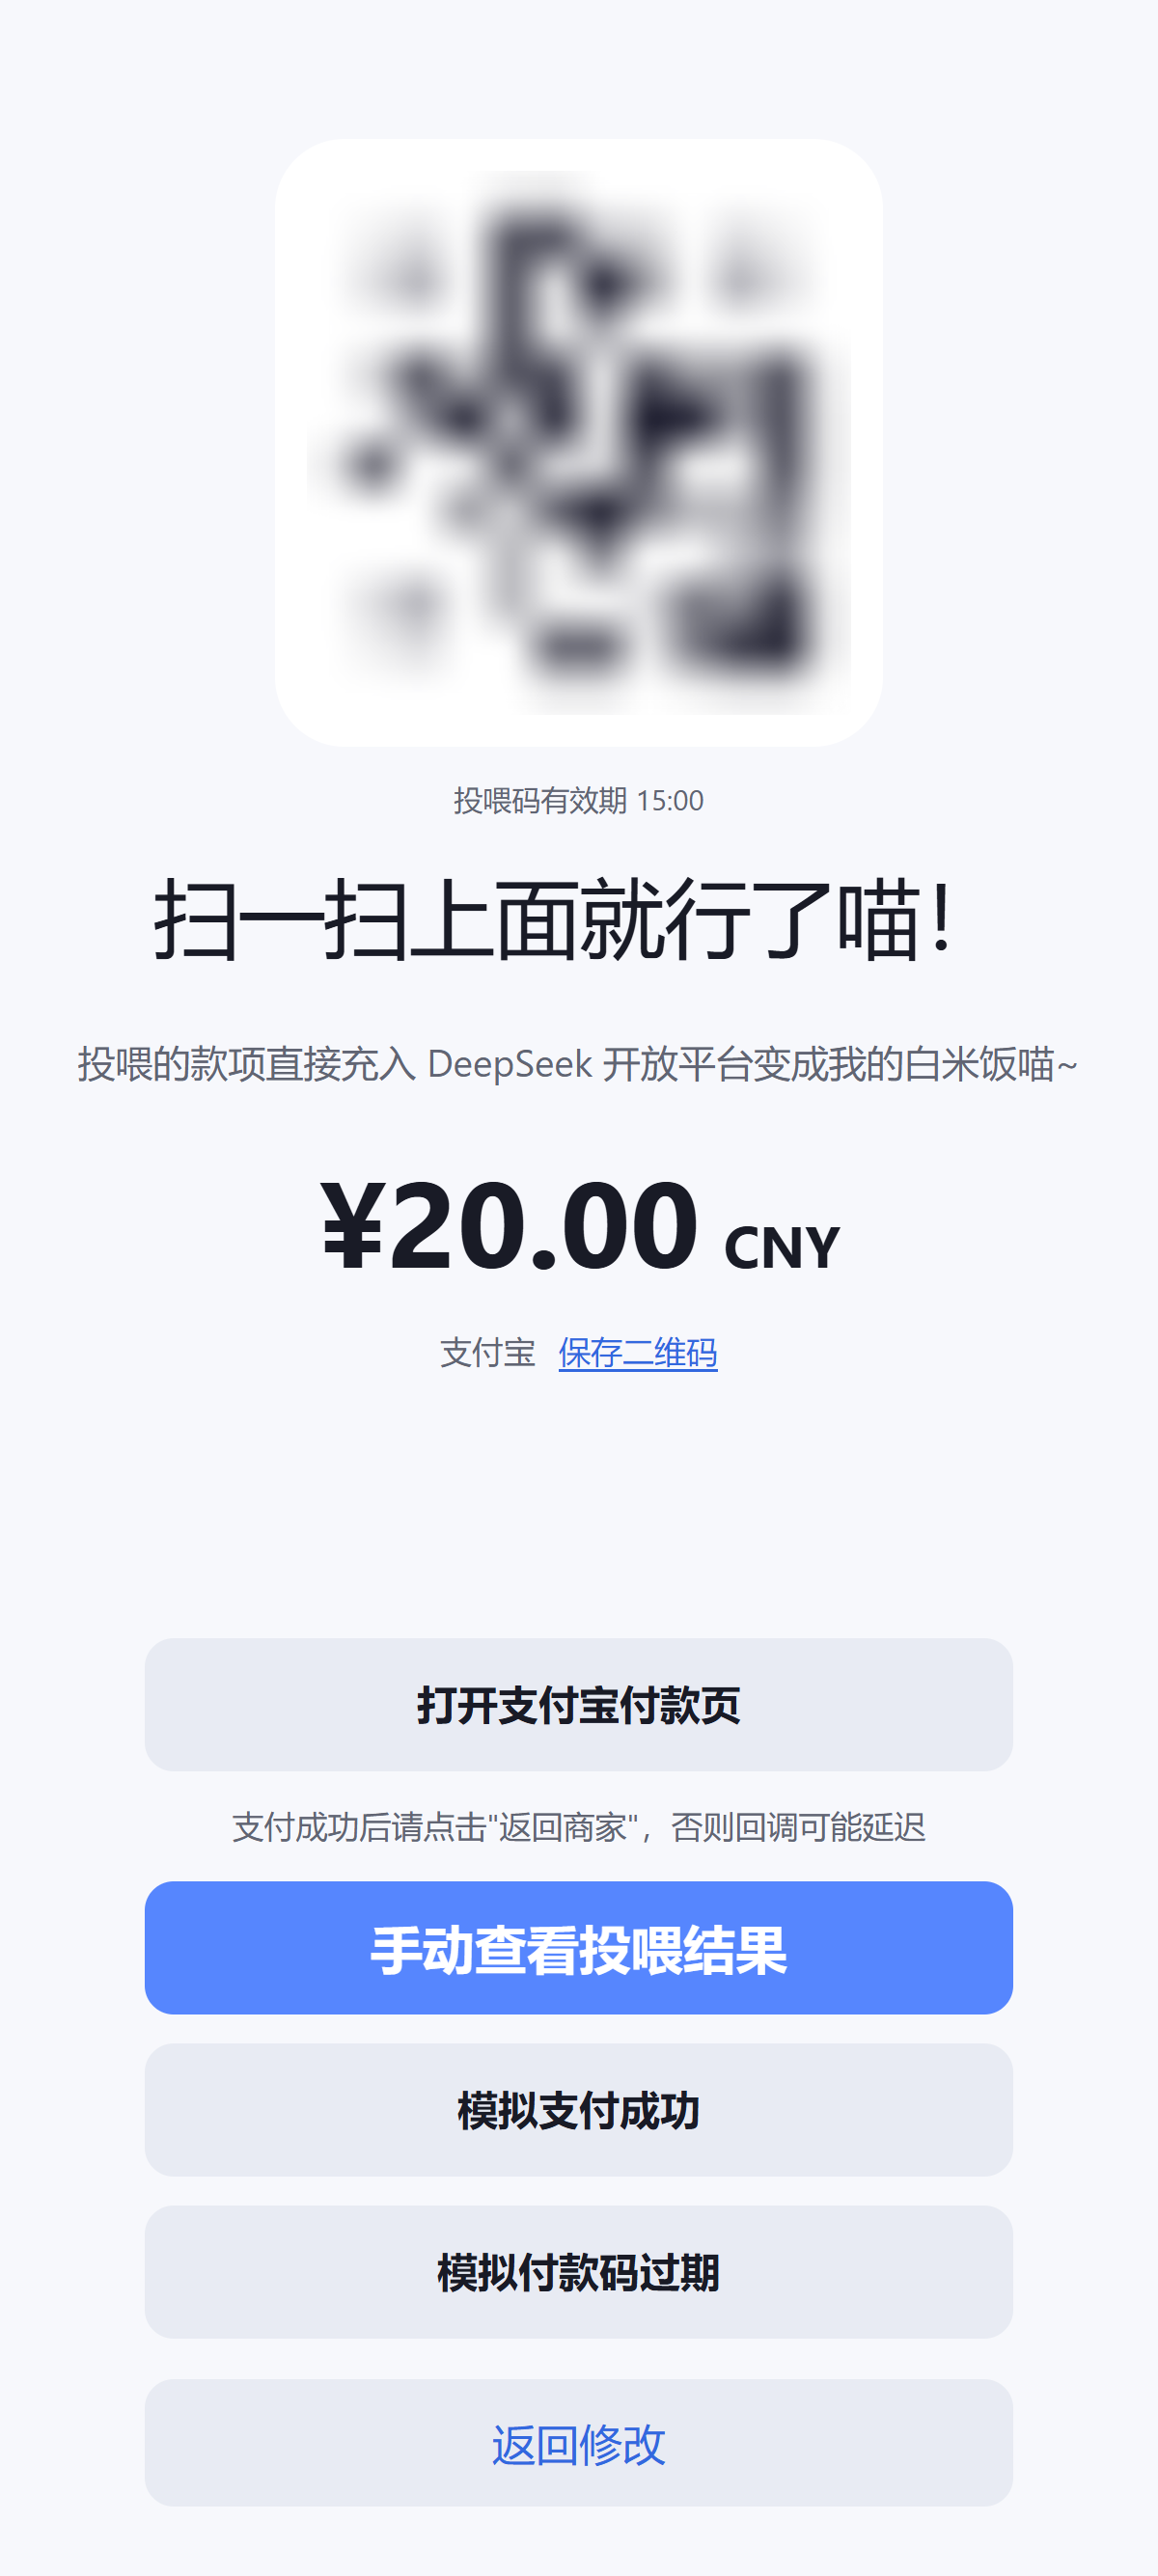 投喂码有效期 15:00
扫一扫上面就行了喵！
投喂的款项直接充入 DeepSeek 开放平台变成我的白米饭喵~
¥20.00 CNY
支付宝 保存二维码
打开支付宝付款页
支付成功后请点击"返回商家"，否则回调可能延迟
手动查看投喂结果
模拟支付成功
模拟付款码过期
返回修改